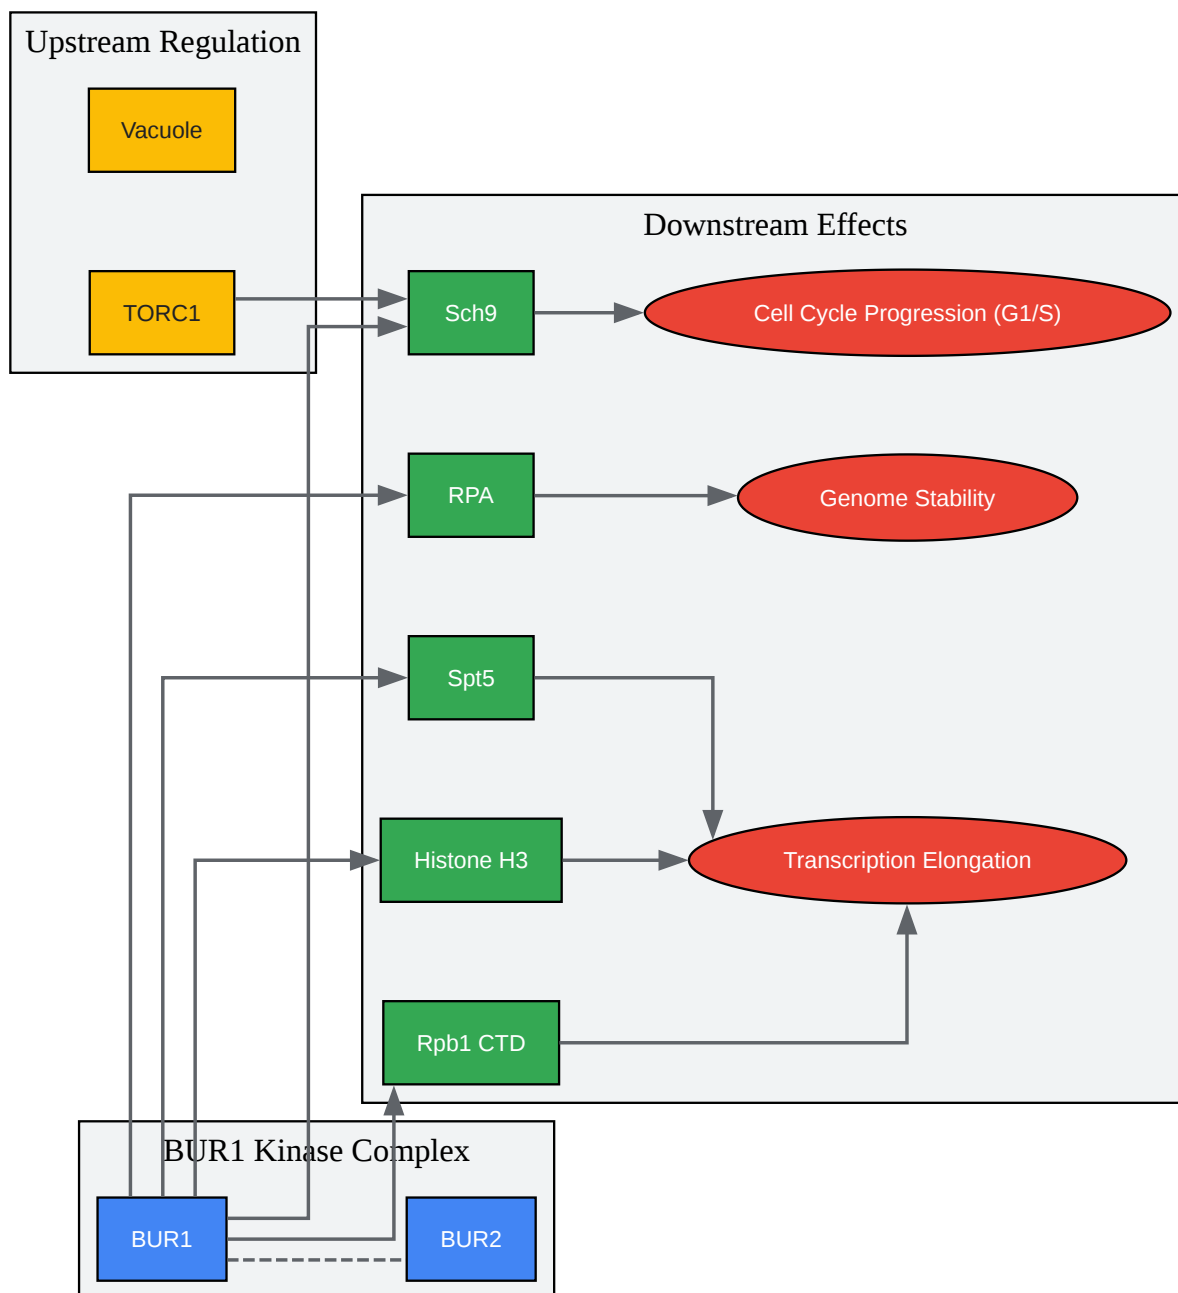 Upstream Regulation
Vacuole
TORC1
Downstream Effects
Sch9
Cell Cycle Progression (G1/S)
RPA
Genome Stability
Spt5
Histone H3
Transcription Elongation
Rpb1 CTD
BUR1 Kinase Complex
BUR1
BUR2